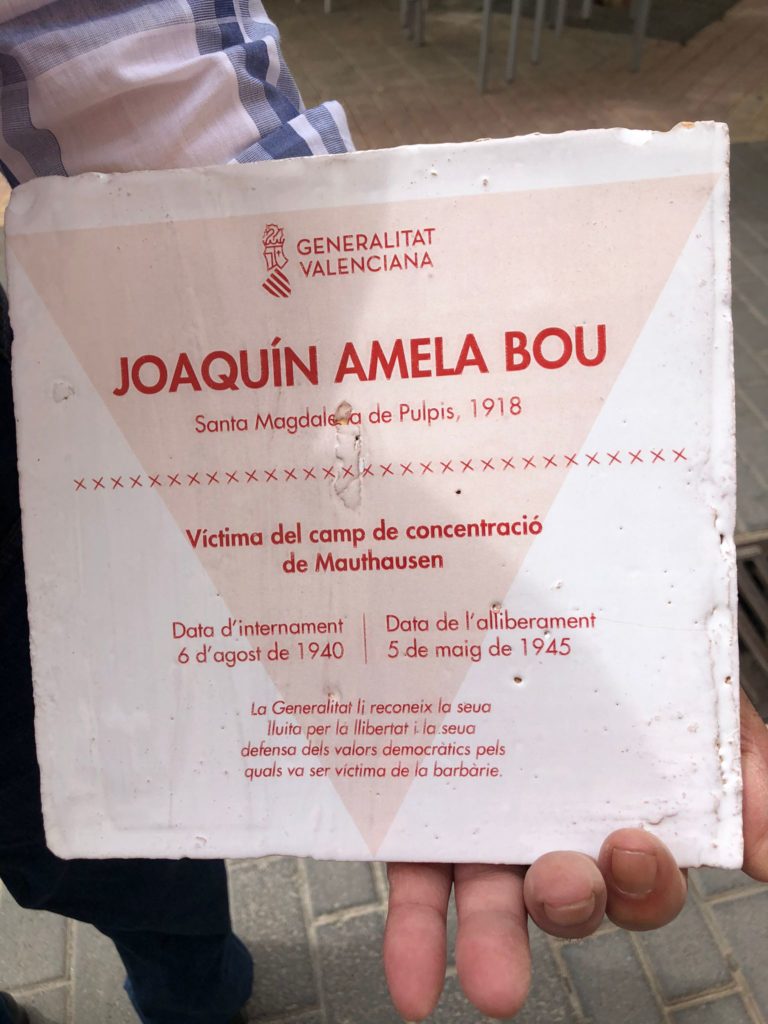 GENERALITAT
VALENCIANA
JOAQUÍN AMELA BOU
Santa Magdalena de Pulpis, 1918
××××××××××××××××××××××××××××××××××××××××××××××××
Víctima del camp de concentració
de Mauthausen
Data d'internament
6 d'agost de 1940
Data de l'alliberament
5 de maig de 1945
La Generalitat li reconeix la seua
lluita per la llibertat i la seua
defensa dels valors democràtics pels
quals va ser víctima de la barbàrie.